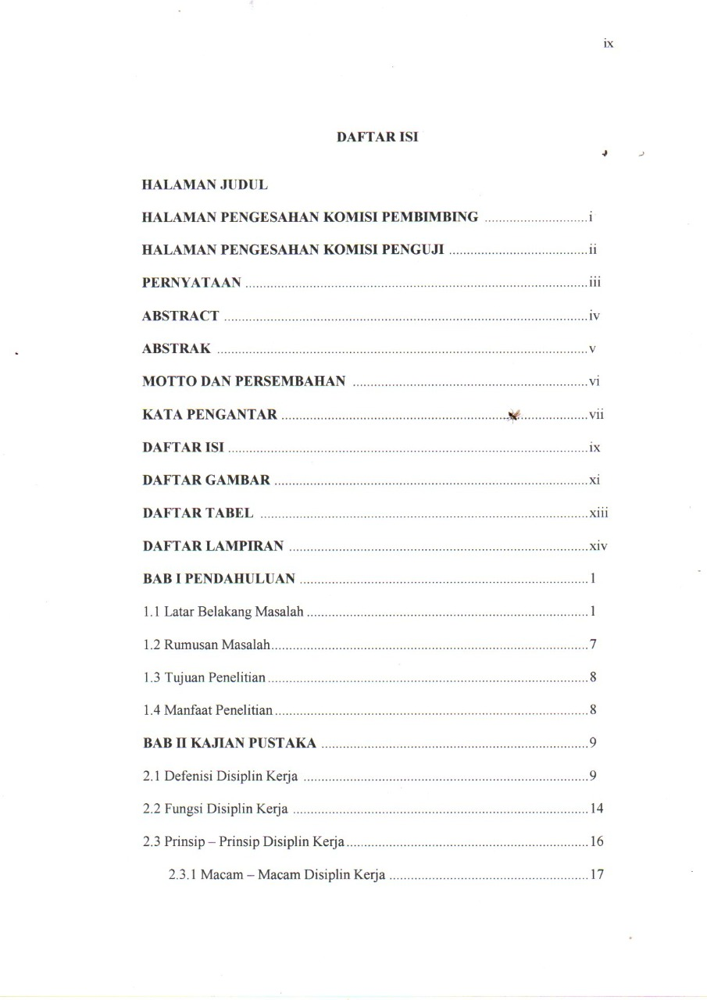 ix
DAFTAR ISI
HALAMAN JUDUL
HALAMAN PENGESAHAN KOMISI PEMBIMBING ............................i
HALAMAN PENGESAHAN KOMISI PENGUJI ......................................ii
PERNYATAAN ..............................................................................................iii
ABSTRACT ....................................................................................................iv
ABSTRAK ......................................................................................................v
MOTTO DAN PERSEMBAHAN .................................................................vi
KATA PENGANTAR ....................................................................................vii
DAFTAR ISI ...................................................................................................ix
DAFTAR GAMBAR ......................................................................................xi
DAFTAR TABEL ..........................................................................................xiii
DAFTAR LAMPIRAN ..................................................................................xiv
BAB I PENDAHULUAN ...............................................................................1
1.1 Latar Belakang Masalah .............................................................................1
1.2 Rumusan Masalah.......................................................................................7
1.3 Tujuan Penelitian ........................................................................................8
1.4 Manfaat Penelitian ......................................................................................8
BAB II KAJIAN PUSTAKA .........................................................................9
2.1 Defenisi Disiplin Kerja ..............................................................................9
2.2 Fungsi Disiplin Kerja .................................................................................14
2.3 Prinsip – Prinsip Disiplin Kerja..................................................................16
2.3.1 Macam – Macam Disiplin Kerja ......................................................17